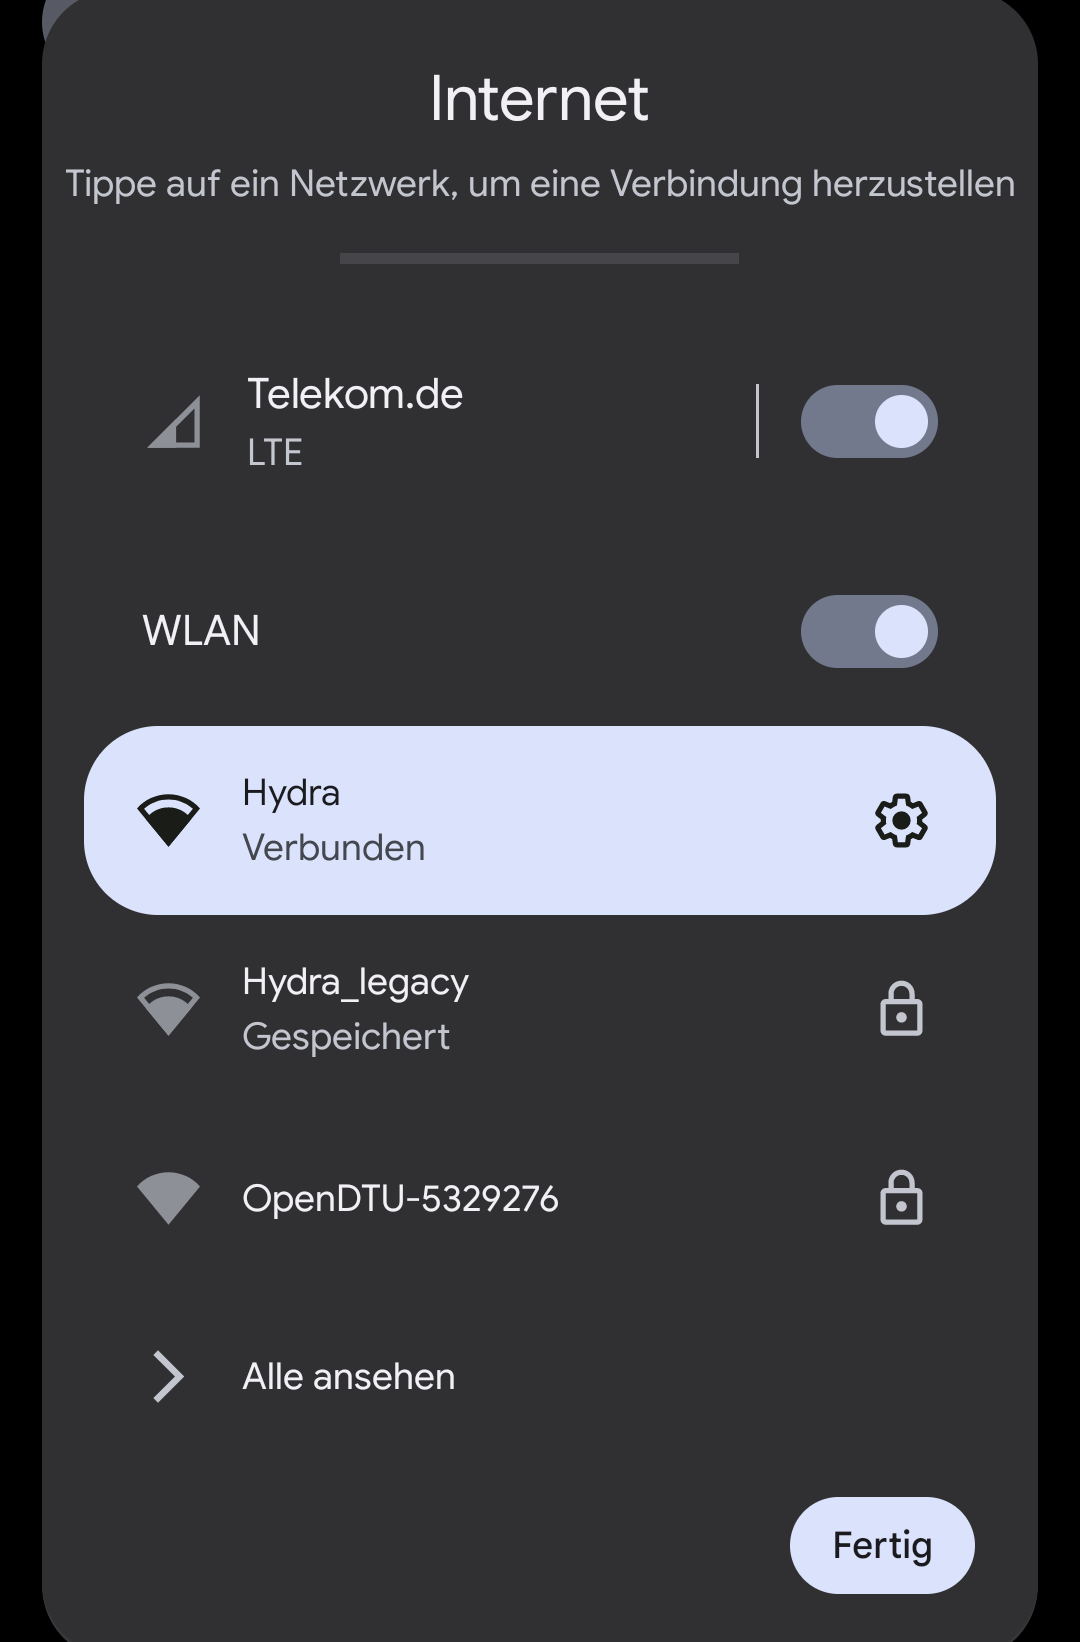 Internet
Tippe auf ein Netzwerk, um eine Verbindung herzustellen
Telekom.de
LTE
WLAN
Hydra
Verbunden
Hydra_legacy
Gespeichert
OpenDTU-5329276
Alle ansehen
Fertig